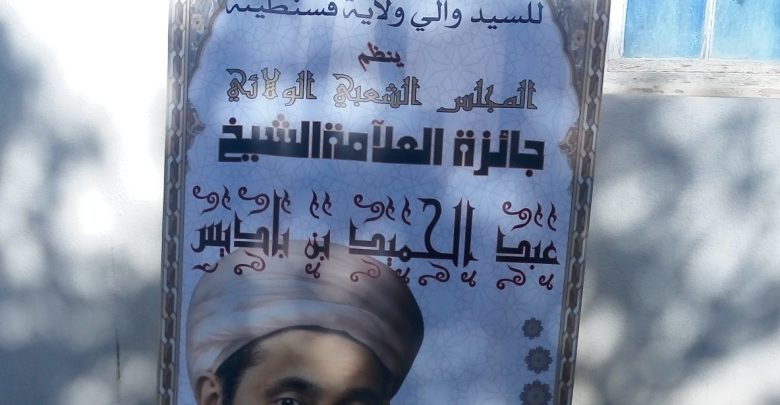 للسيد والي ولاية قسنطينة
ينظم
المجلس الشعبي الولائي
جائزة العلامة الشيخ
عبد الحميد بن باديس